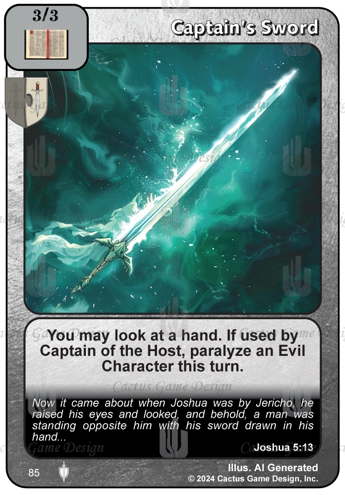 3/3
Captain's Sword
You may look at a hand. If used by
Captain of the Host, paralyze an Evil
Character this turn.
Cactus Game Design
Now it came about when Joshua was by Jericho, he
raised his eyes and looked, and behold, a man was
standing opposite him with his sword drawn in his
hand...
Joshua 5:13
Illus. AI Generated
85
© 2024 Cactus Game Design, Inc.